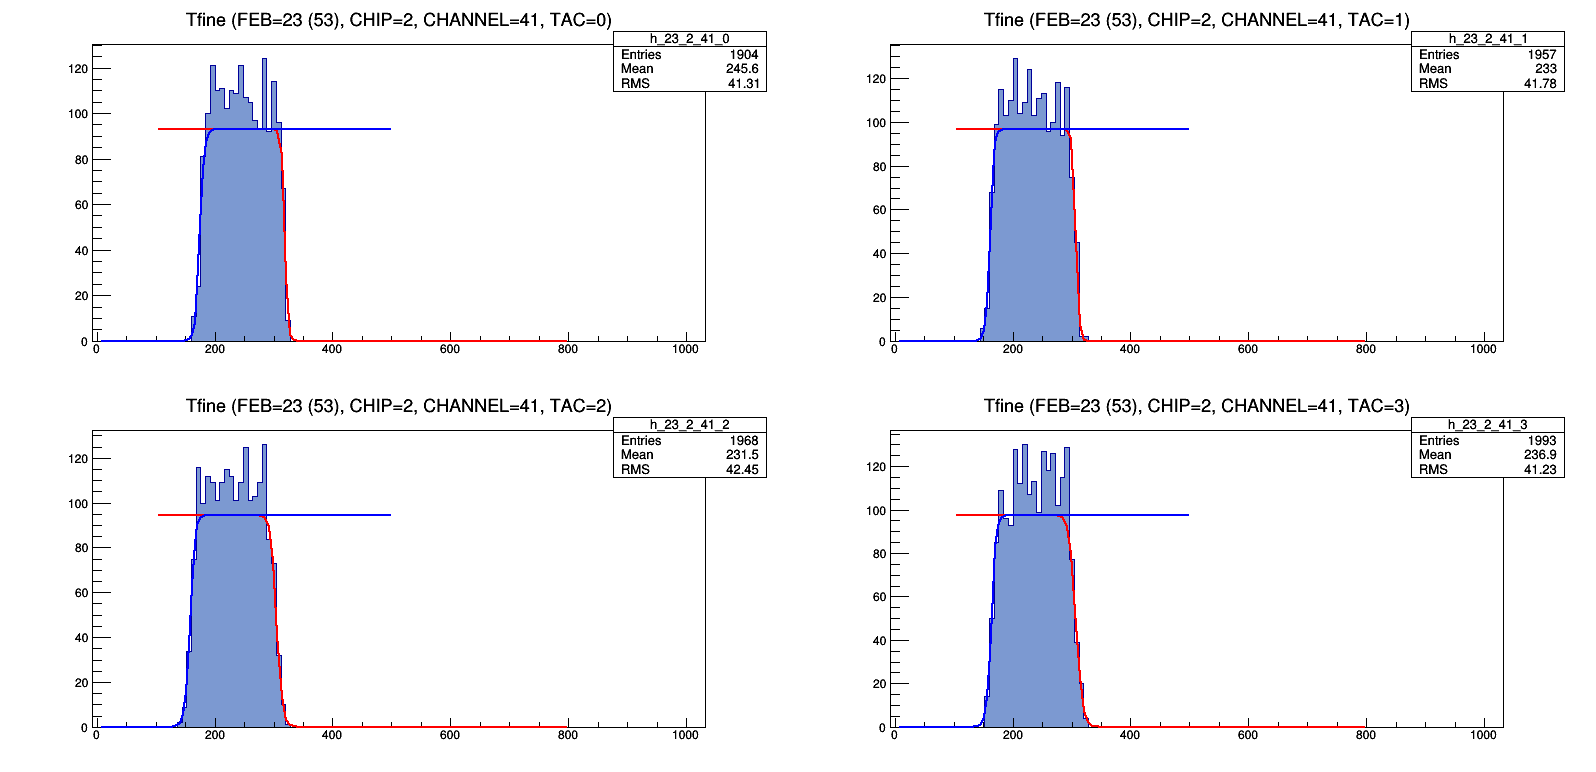 Tfine (FEB=23 (53), CHIP=2, CHANNEL=41, TAC=0)
h_23_2_41_0
Entries 1904
Mean 245.6
RMS 41.31
120
100
80
60
40
20
0
0 200 400 600 800 1000
Tfine (FEB=23 (53), CHIP=2, CHANNEL=41, TAC=1)
h_23_2_41_1
Entries 1957
Mean 233
RMS 41.78
120
100
80
60
40
20
0
0 200 400 600 800 1000
Tfine (FEB=23 (53), CHIP=2, CHANNEL=41, TAC=2)
h_23_2_41_2
Entries 1968
Mean 231.5
RMS 42.45
120
100
80
60
40
20
0
0 200 400 600 800 1000
Tfine (FEB=23 (53), CHIP=2, CHANNEL=41, TAC=3)
h_23_2_41_3
Entries 1993
Mean 236.9
RMS 41.23
120
100
80
60
40
20
0
0 200 400 600 800 1000